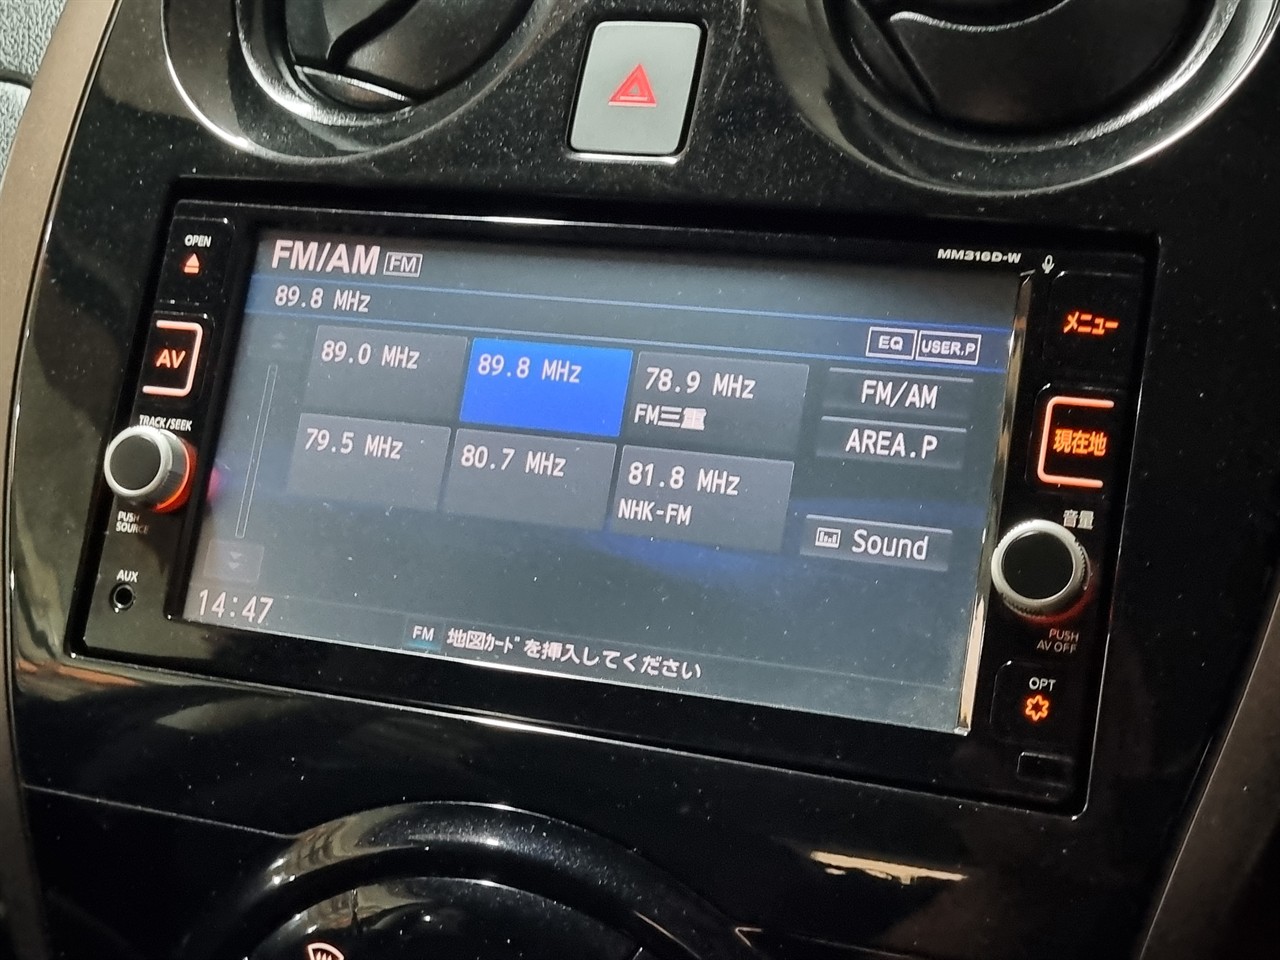 OPEN
MM316D-W
FM/AM FM
メニュー
89.8 MHz
EQ USER.P
AV
89.0 MHz
89.8 MHz
78.9 MHz
FM三重
FM/AM
TRACK/SEEK
79.5 MHz
80.7 MHz
81.8 MHz
NHK-FM
AREA.P
現在地
PUSH
SOURCE
音量
Sound
AUX
14:47
FM 地図ｶｰﾄﾞを挿入してください
PUSH
AV OFF
OPT